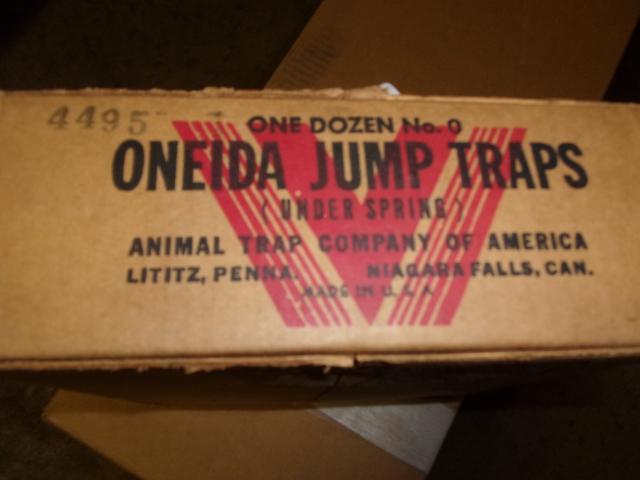 4495
ONE DOZEN No. 0
ONEIDA JUMP TRAPS
(UNDER SPRING)
ANIMAL TRAP COMPANY OF AMERICA
LITITZ, PENNA. NIAGARA FALLS, CAN.
MADE IN U.S.A.